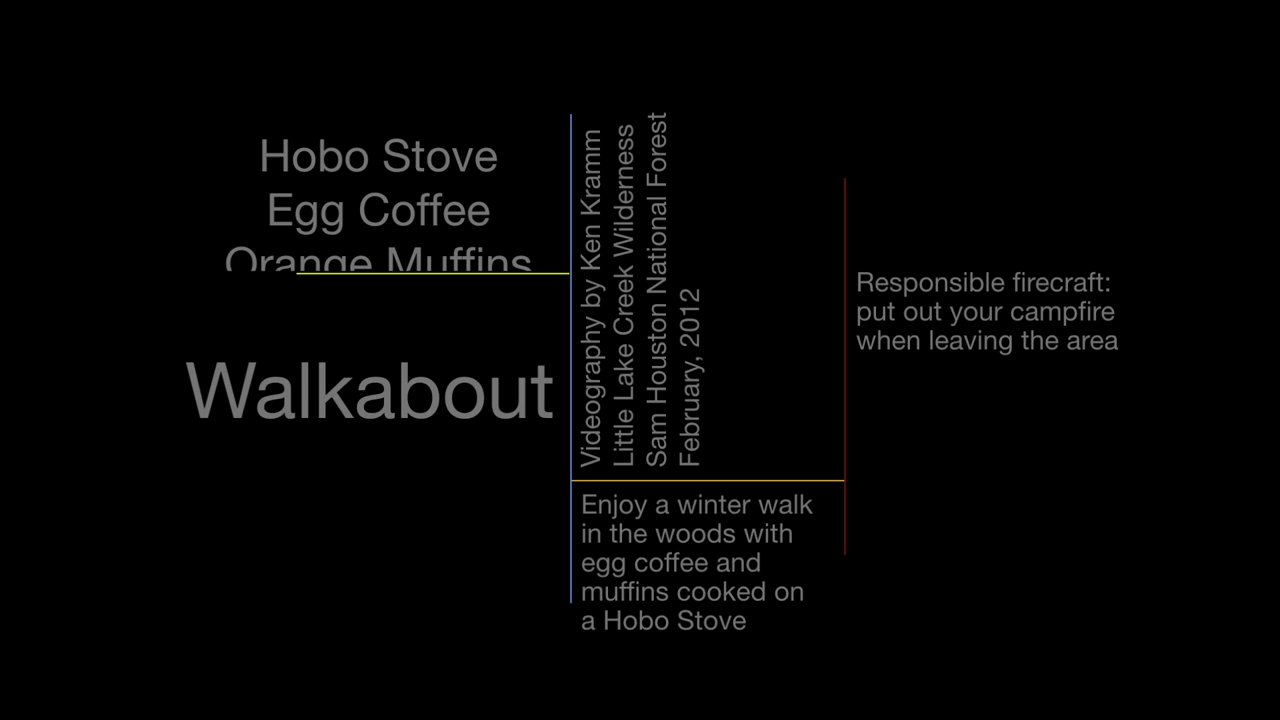 Hobo Stove
Egg Coffee
Orange Muffins
Walkabout
Videography by Ken Kramm
Little Lake Creek Wilderness
Sam Houston National Forest
February, 2012
Enjoy a winter walk
in the woods with
egg coffee and
muffins cooked on
a Hobo Stove
Responsible firecraft:
put out your campfire
when leaving the area